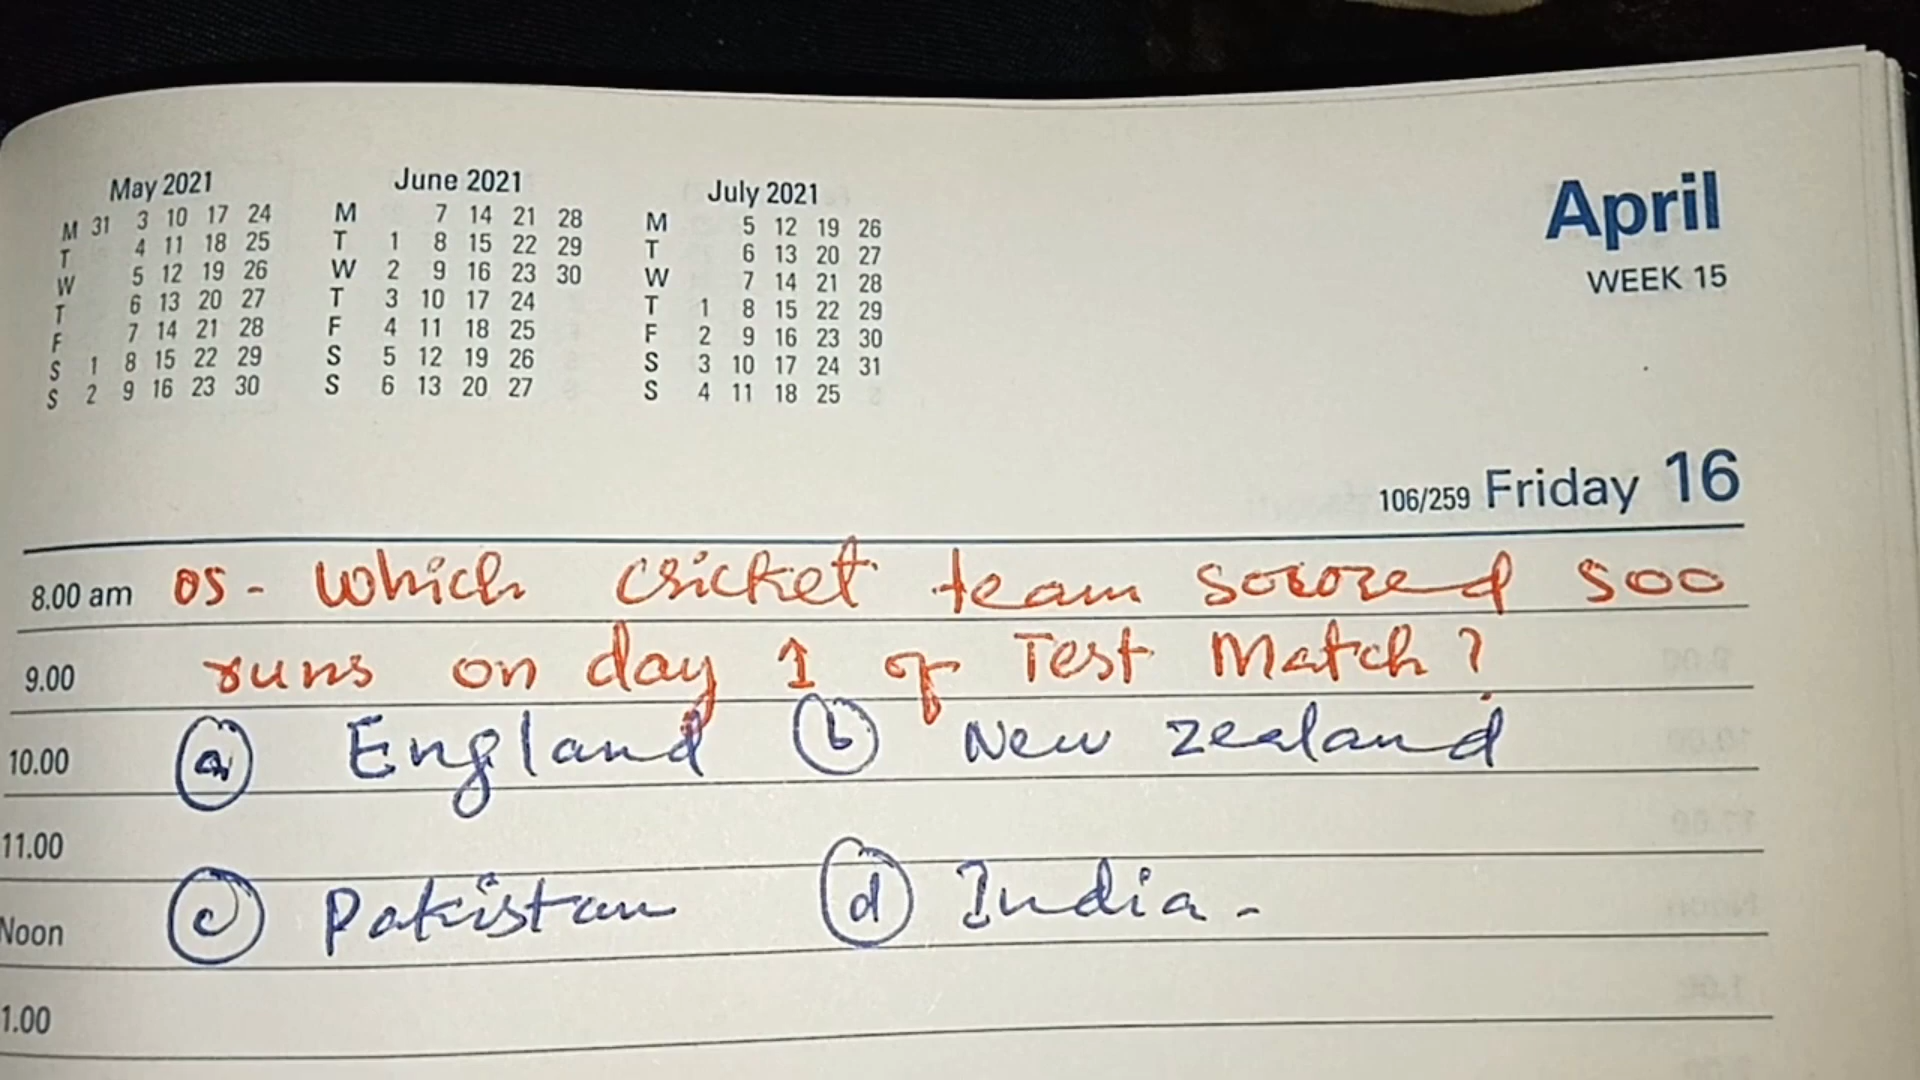 May 2021 June 2021 July 2021
M 31 3 10 17 24 M 7 14 21 28 M 5 12 19 26
T 4 11 18 25 T 1 8 15 22 29 T 6 13 20 27
W 5 12 19 26 W 2 9 16 23 30 W 7 14 21 28
T 6 13 20 27 T 3 10 17 24 T 1 8 15 22 29
F 7 14 21 28 F 4 11 18 25 F 2 9 16 23 30
S 1 8 15 22 29 S 5 12 19 26 S 3 10 17 24 31
S 2 9 16 23 30 S 6 13 20 27 S 4 11 18 25
April
WEEK 15
106/259 Friday 16
8.00 am 05 - Which cricket team scored 500
9.00 runs on day 1 of Test Match?
10.00 (a) England (b) New zealand
11.00
Noon (c) Pakistan (d) India -
1.00